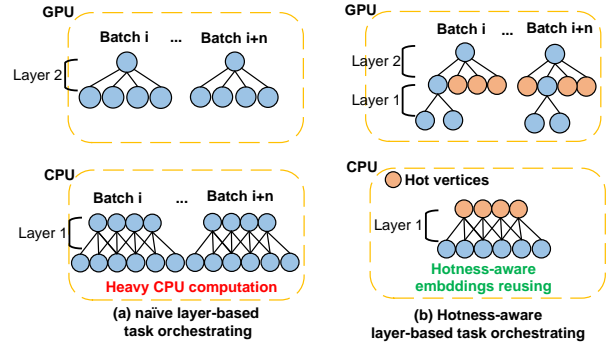 GPU
Batch i ... Batch i+n
Layer 2
CPU
Batch i ... Batch i+n
Layer 1
Heavy CPU computation
(a) naïve layer-based
task orchestrating
GPU
Batch i ... Batch i+n
Layer 2
Layer 1
CPU
Hot vertices
Layer 1
Hotness-aware
embddings reusing
(b) Hotness-aware
layer-based task orchestrating